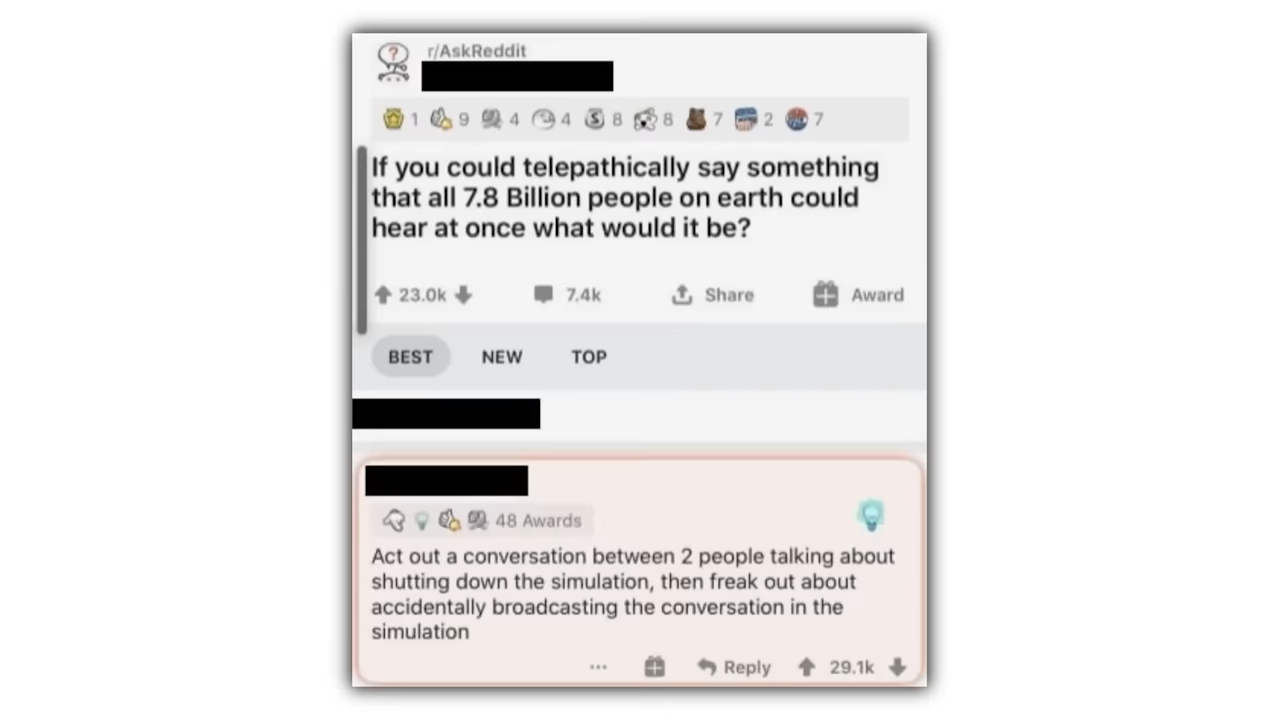 r/AskReddit
1 9 4 4 8 8 7 2 7
If you could telepathically say something
that all 7.8 Billion people on earth could
hear at once what would it be?
23.0k 7.4k Share Award
BEST NEW TOP
48 Awards
Act out a conversation between 2 people talking about
shutting down the simulation, then freak out about
accidentally broadcasting the conversation in the
simulation
... Reply 29.1k